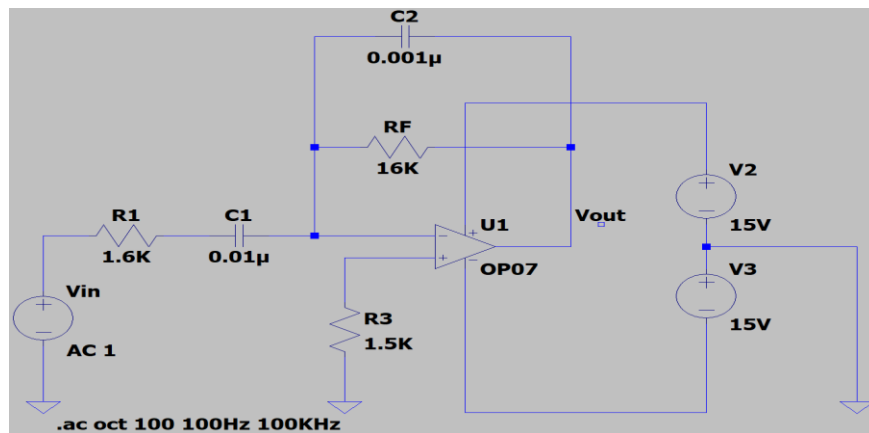 C2
0.001µ
RF
16K
V2
15V
R1
1.6K
C1
0.01µ
U1
OP07
Vout
V3
15V
Vin
AC 1
R3
1.5K
.ac oct 100 100Hz 100KHz